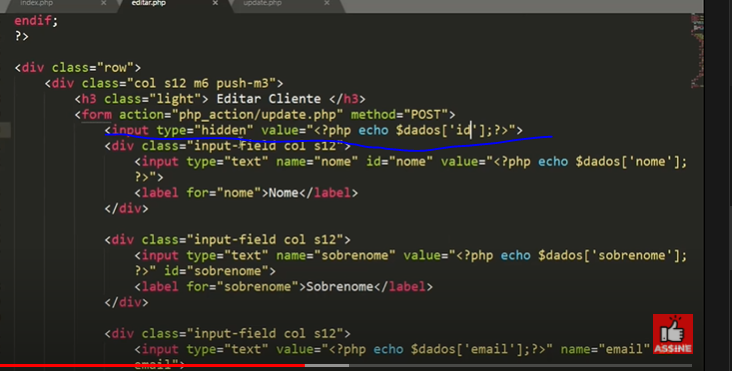 index.php × editar.php × update.php ×
endif;
?>
<div class="row">
<div class="col s12 m6 push-m3">
<h3 class="light"> Editar Cliente </h3>
<form action="php_action/update.php" method="POST">
<input type="hidden" value="<?php echo $dados['id'];?>">
<div class="input-field col s12">
<input type="text" name="nome" id="nome" value="<?php echo $dados['nome'];
?>">
<label for="nome">Nome</label>
</div>
<div class="input-field col s12">
<input type="text" name="sobrenome" value="<?php echo $dados['sobrenome'];
?>" id="sobrenome">
<label for="sobrenome">Sobrenome</label>
</div>
<div class="input-field col s12">
<input type="text" value="<?php echo $dados['email'];?>" name="email"
email">
ASSINE